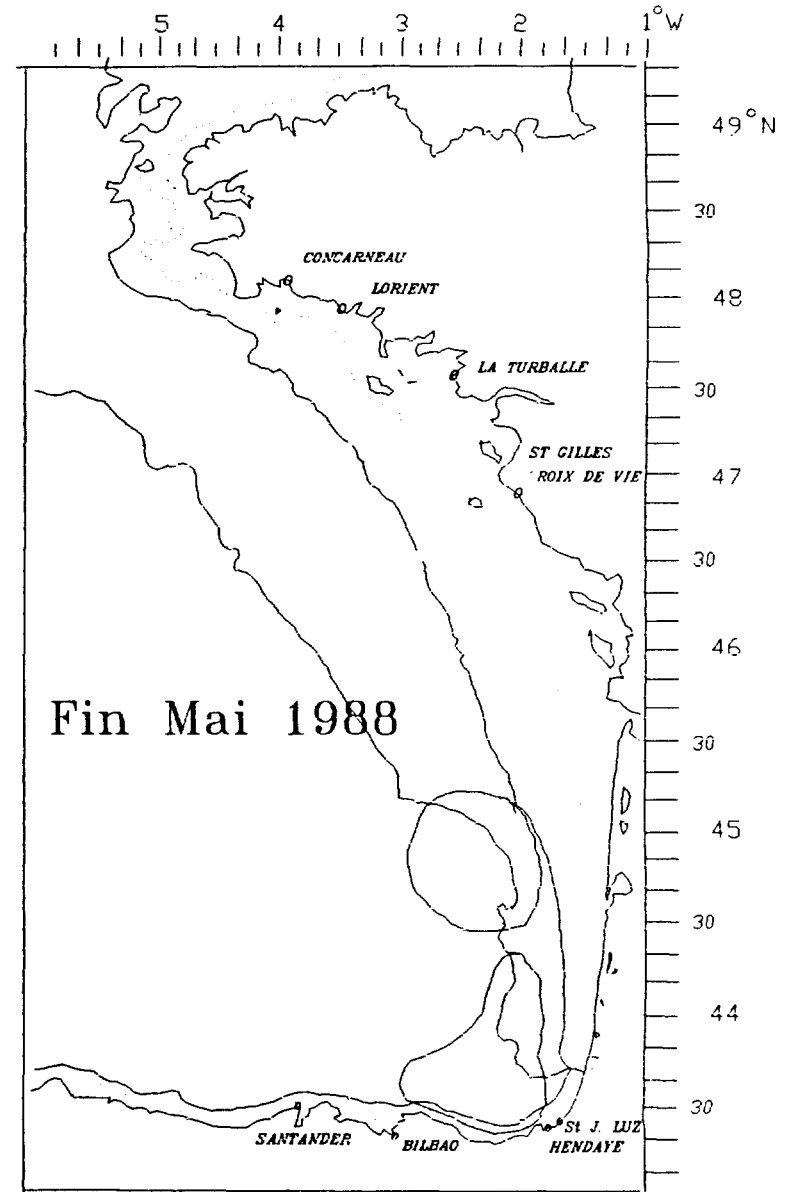 5 4 3 2 1°W
49°N
30
CONCARNEAU
LORIENT
48
LA TURBALLE
30
ST GILLES
ROIX DE VIE
47
30
46
Fin Mai 1988
30
45
30
44
30
SANTANDER
BILBAO
St J. LUZ
HENDAYE